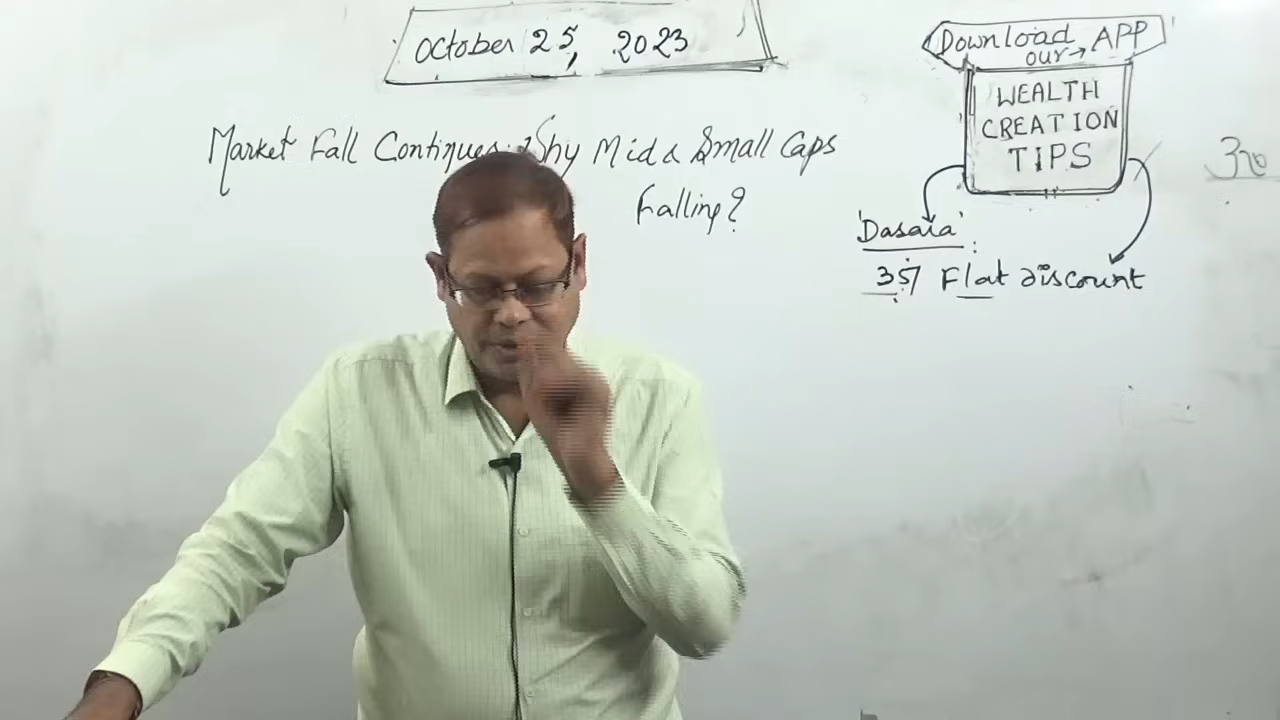 October 25, 2023
Download
our → APP
WEALTH
CREATION
TIPS
Market Fall Continues: Why Mid & Small Caps
Falling?
'Dasara' :
35% Flat discount